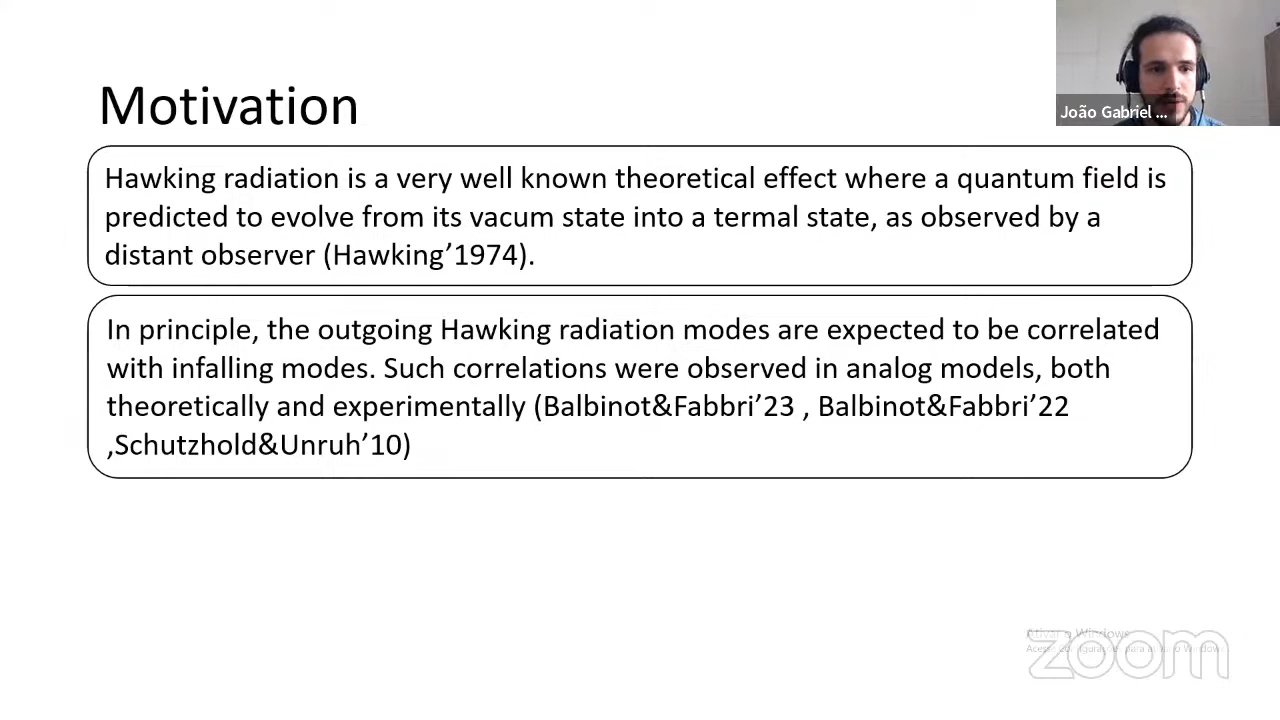 Motivation
João Gabriel ...
Hawking radiation is a very well known theoretical effect where a quantum field is
predicted to evolve from its vacum state into a termal state, as observed by a
distant observer (Hawking’1974).
In principle, the outgoing Hawking radiation modes are expected to be correlated
with infalling modes. Such correlations were observed in analog models, both
theoretically and experimentally (Balbinot&Fabbri’23 , Balbinot&Fabbri’22
,Schutzhold&Unruh’10)
Ativar o Windows
zoom